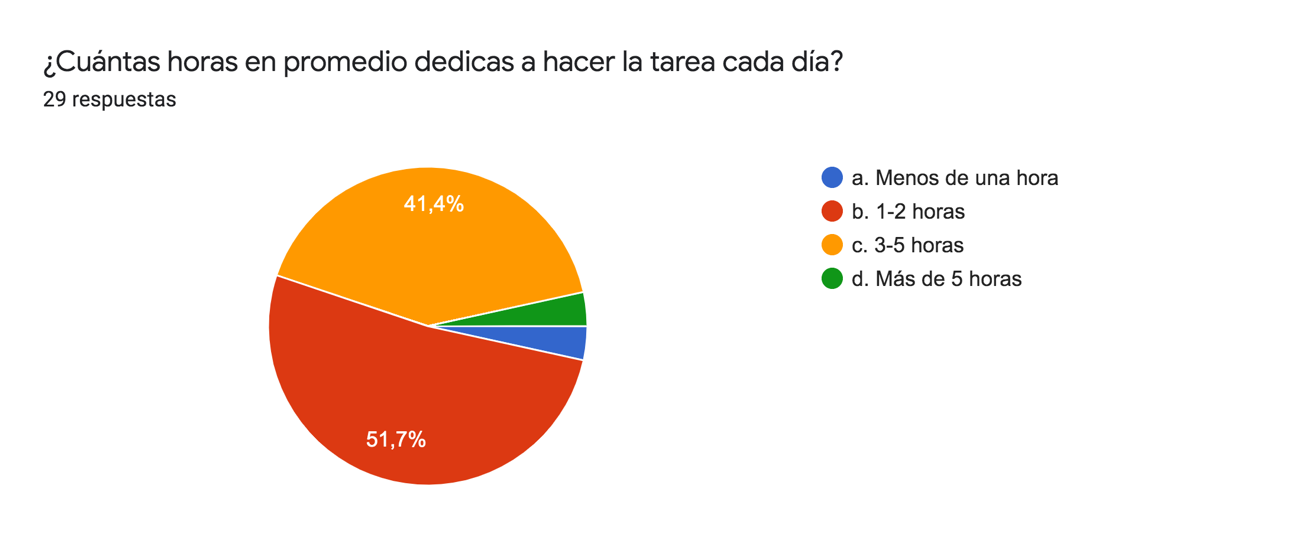 ¿Cuántas horas en promedio dedicas a hacer la tarea cada día?
29 respuestas
41,4%
51,7%
a. Menos de una hora
b. 1-2 horas
c. 3-5 horas
d. Más de 5 horas